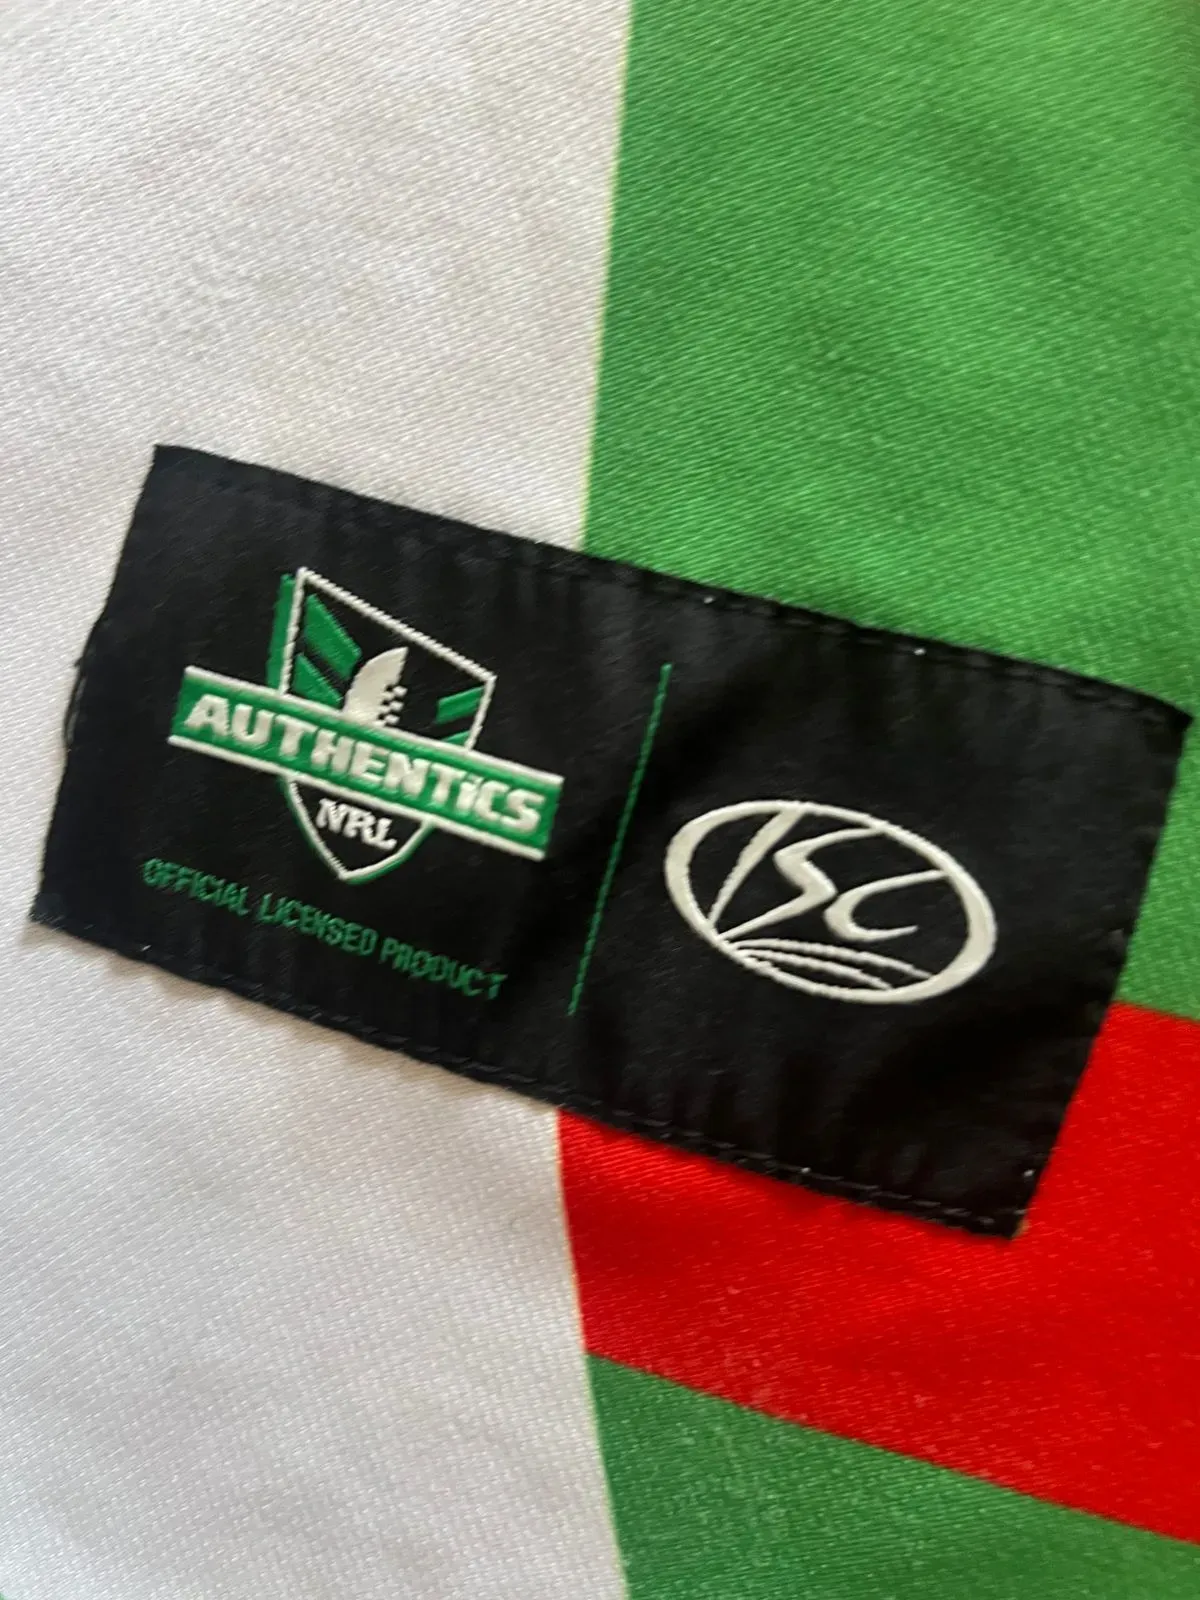 AUTHENTiCS
NRL
OFFICIAL LICENSED PRODUCT
ISC